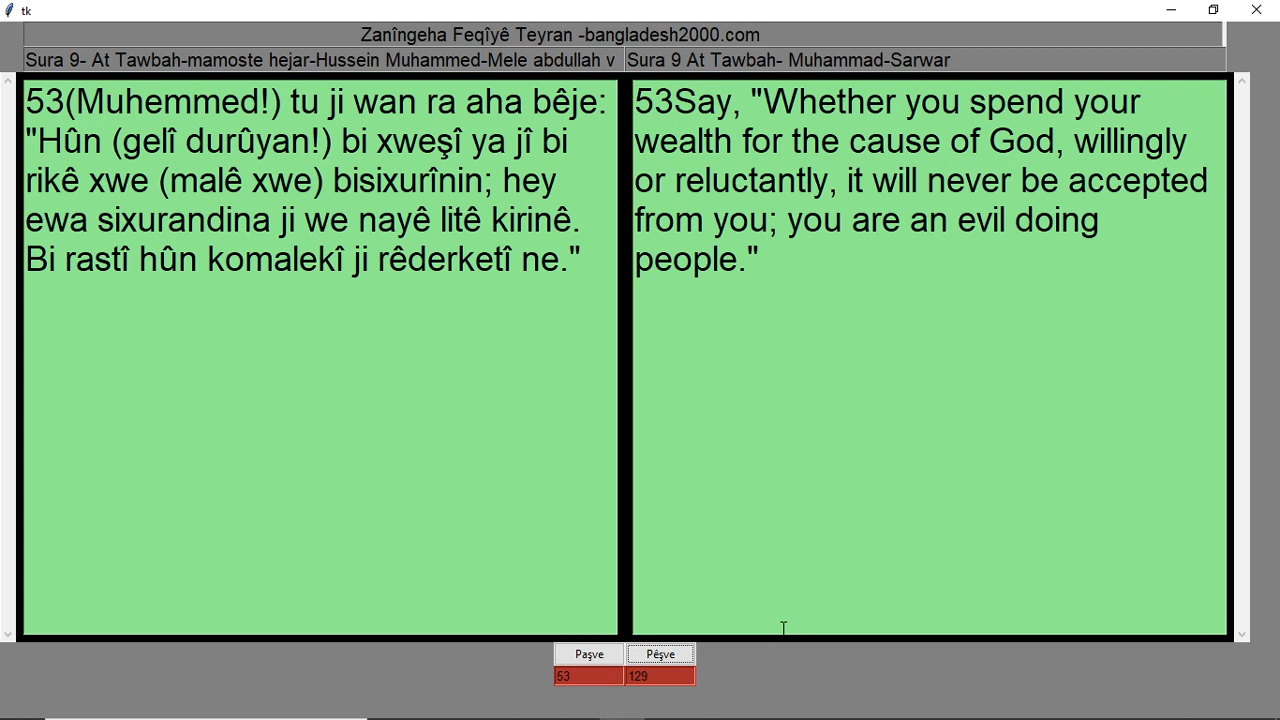 tk
Zanîngeha Feqîyê Teyran -bangladesh2000.com
Sura 9- At Tawbah-mamoste hejar-Hussein Muhammed-Mele abdullah v
Sura 9 At Tawbah- Muhammad-Sarwar
53(Muhemmed!) tu ji wan ra aha bêje:
"Hûn (gelî durûyan!) bi xweşî ya jî bi
rikê xwe (malê xwe) bisixurînin; hey
ewa sixurandina ji we nayê litê kirinê.
Bi rastî hûn komalekî ji rêderketî ne."
53Say, "Whether you spend your
wealth for the cause of God, willingly
or reluctantly, it will never be accepted
from you; you are an evil doing
people."
Paşve
Pêşve
53
129